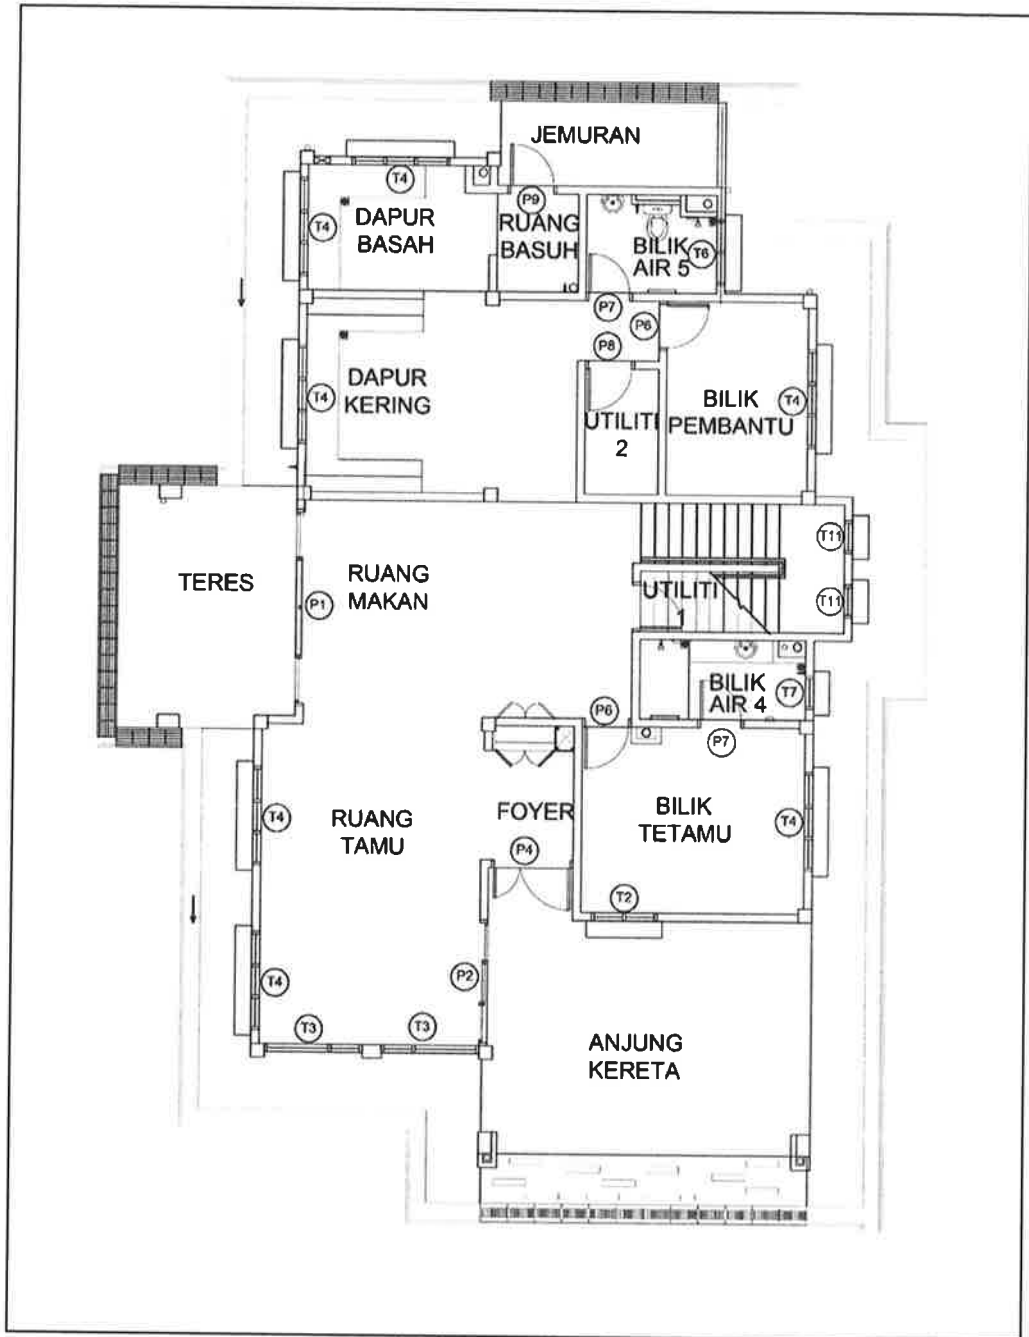 JEMURAN
T4
P9
DAPUR
BASAH
RUANG
BASUH
T4
BILIK
AIR 5
T6
P7
P6
P8
DAPUR
KERING
T4
UTILITI
2
BILIK
PEMBANTU
T4
TERES
RUANG
MAKAN
P1
T11
UTILITI
T11
BILIK
AIR 4
T7
P6
P7
RUANG
TAMU
T4
FOYER
P4
BILIK
TETAMU
T4
T2
T4
P2
T3
T3
ANJUNG
KERETA